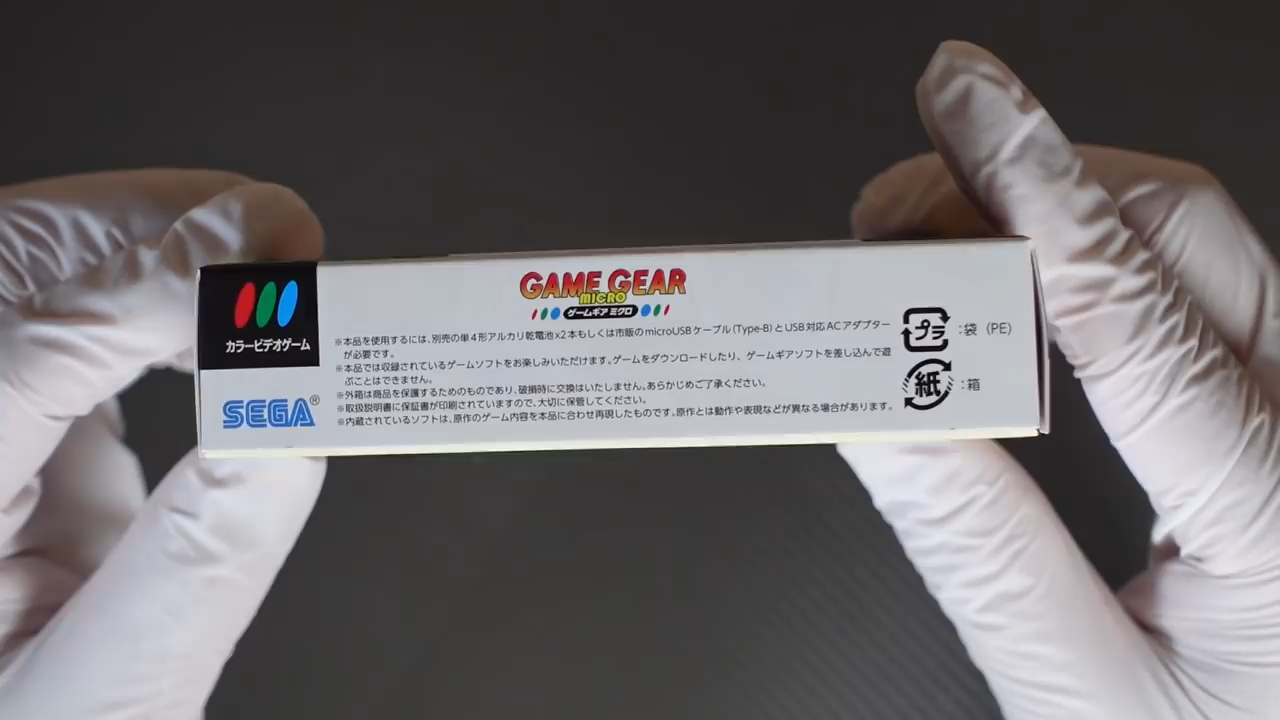 カラービデオゲーム
SEGA®
GAME GEAR
MICRO
ゲームギア ミクロ
※本品を使用するには、別売の単4形アルカリ乾電池x2本もしくは市販のmicroUSBケーブル(Type-B)とUSB対応ACアダプター
が必要です。
※本品では収録されているゲームソフトをお楽しみいただけます。ゲームをダウンロードしたり、ゲームギアソフトを差し込んで遊
ぶことはできません。
※外箱は商品を保護するためのものであり、破損時に交換はいたしません。あらかじめご了承ください。
※取扱説明書に保証書が印刷されていますので、大切に保管してください。
※内蔵されているソフトは、原作のゲーム内容を本品に合わせ再現したものです。原作とは動作や表現などが異なる場合があります。
プラ :袋 (PE)
紙 :箱